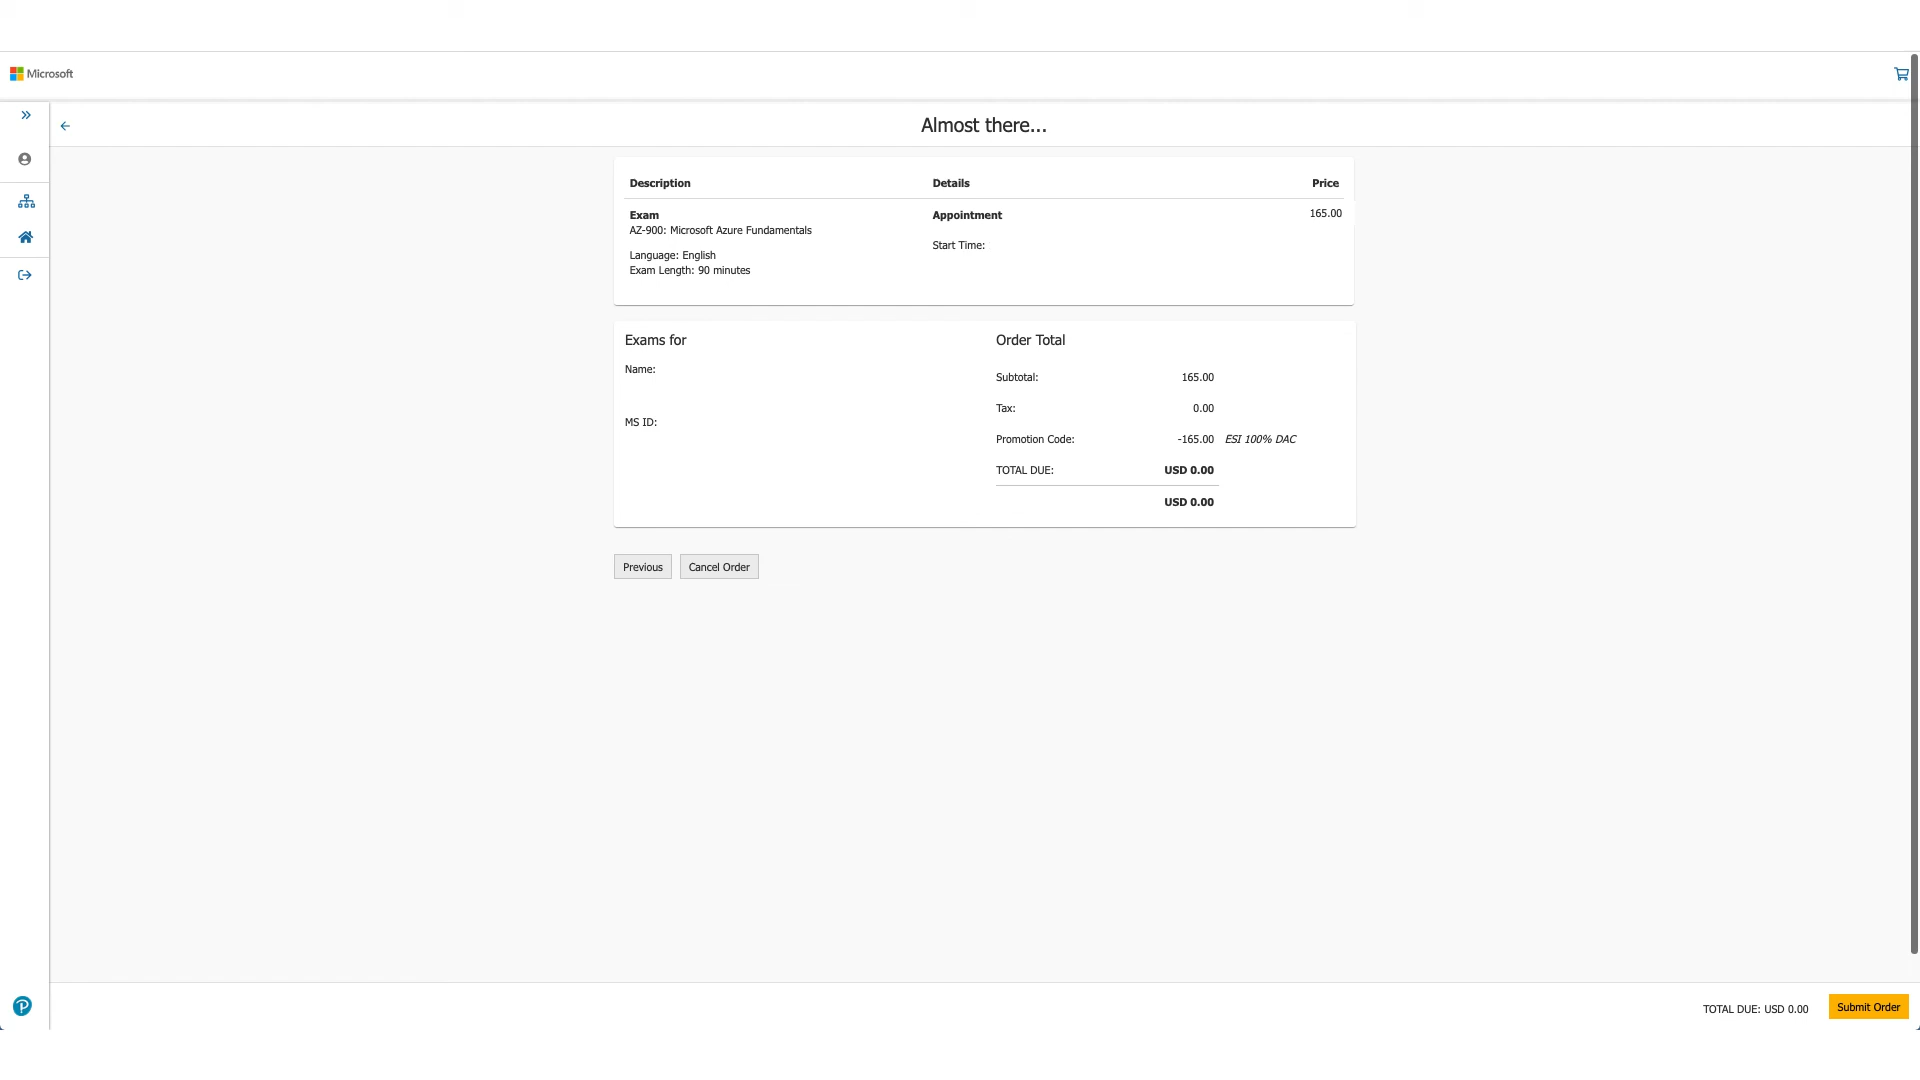 Microsoft
Almost there...
Description Details Price
Exam Appointment 165.00
AZ-900: Microsoft Azure Fundamentals
Start Time:
Language: English
Exam Length: 90 minutes
Exams for
Name:
MS ID:
Order Total
Subtotal: 165.00
Tax: 0.00
Promotion Code: -165.00 ESI 100% DAC
TOTAL DUE: USD 0.00
USD 0.00
Previous Cancel Order
TOTAL DUE: USD 0.00 Submit Order